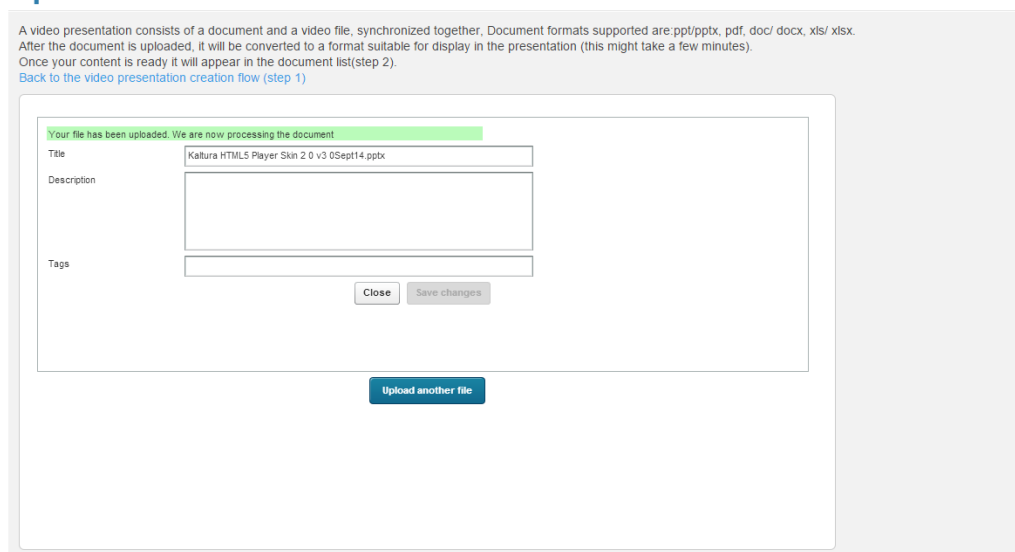 A video presentation consists of a document and a video file, synchronized together, Document formats supported are:ppt/pptx, pdf, doc/ docx, xls/ xlsx.
After the document is uploaded, it will be converted to a format suitable for display in the presentation (this might take a few minutes).
Once your content is ready it will appear in the document list(step 2).
Back to the video presentation creation flow (step 1)
Your file has been uploaded. We are now processing the document
Title
Kaltura HTML5 Player Skin 2 0 v3 0Sept14.pptx
Description
Tags
Close
Save changes
Upload another file